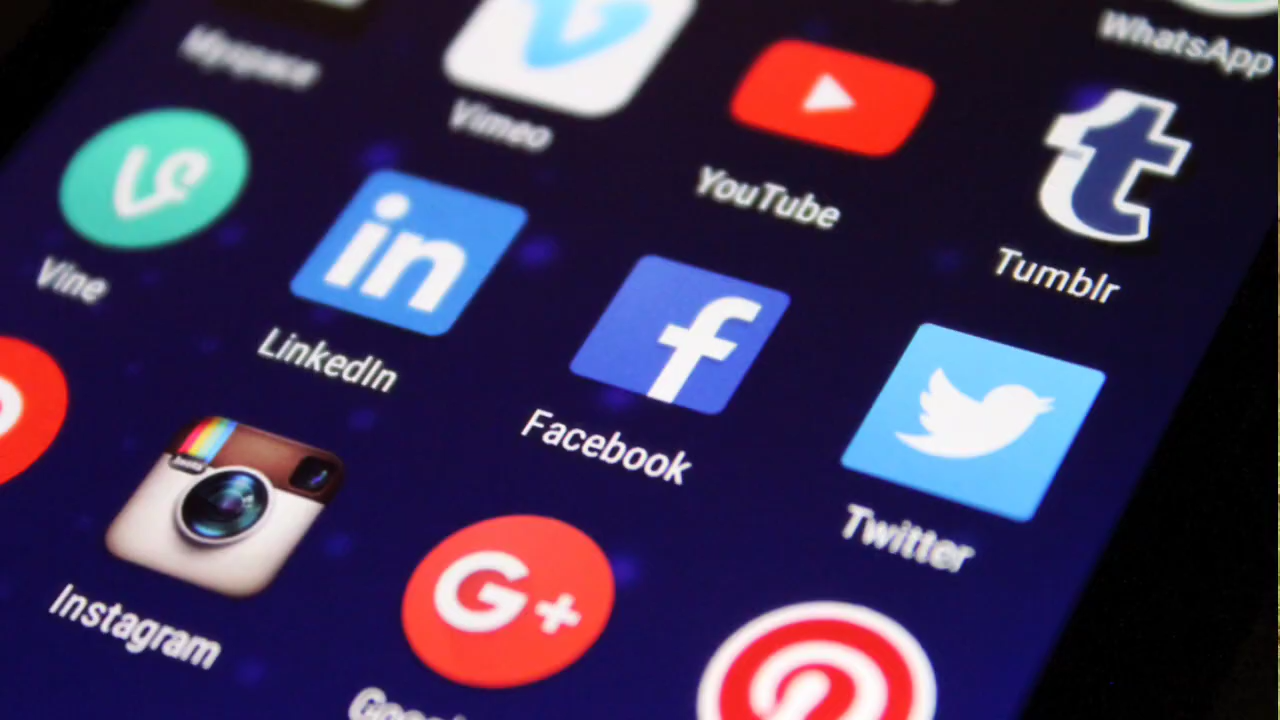 Myspace
Vimeo
YouTube
WhatsApp
Vine
LinkedIn
Facebook
Tumblr
Instagram
G+
Twitter